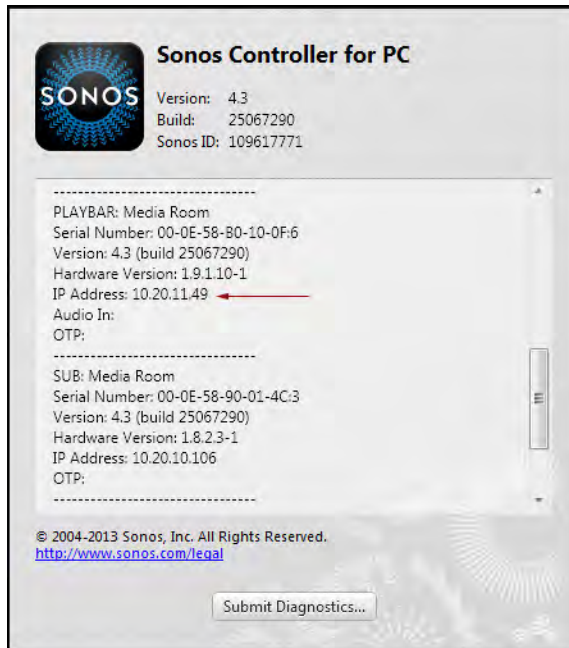 Sonos Controller for PC
SONOS
Version: 4.3
Build: 25067290
Sonos ID: 109617771
--------------------------------
PLAYBAR: Media Room
Serial Number: 00-0E-58-B0-10-0F:6
Version: 4.3 (build 25067290)
Hardware Version: 1.9.1.10-1
IP Address: 10.20.11.49
Audio In:
OTP:
--------------------------------
SUB: Media Room
Serial Number: 00-0E-58-90-01-4C:3
Version: 4.3 (build 25067290)
Hardware Version: 1.8.2.3-1
IP Address: 10.20.10.106
OTP:
--------------------------------
© 2004-2013 Sonos, Inc. All Rights Reserved.
http://www.sonos.com/legal
Submit Diagnostics...